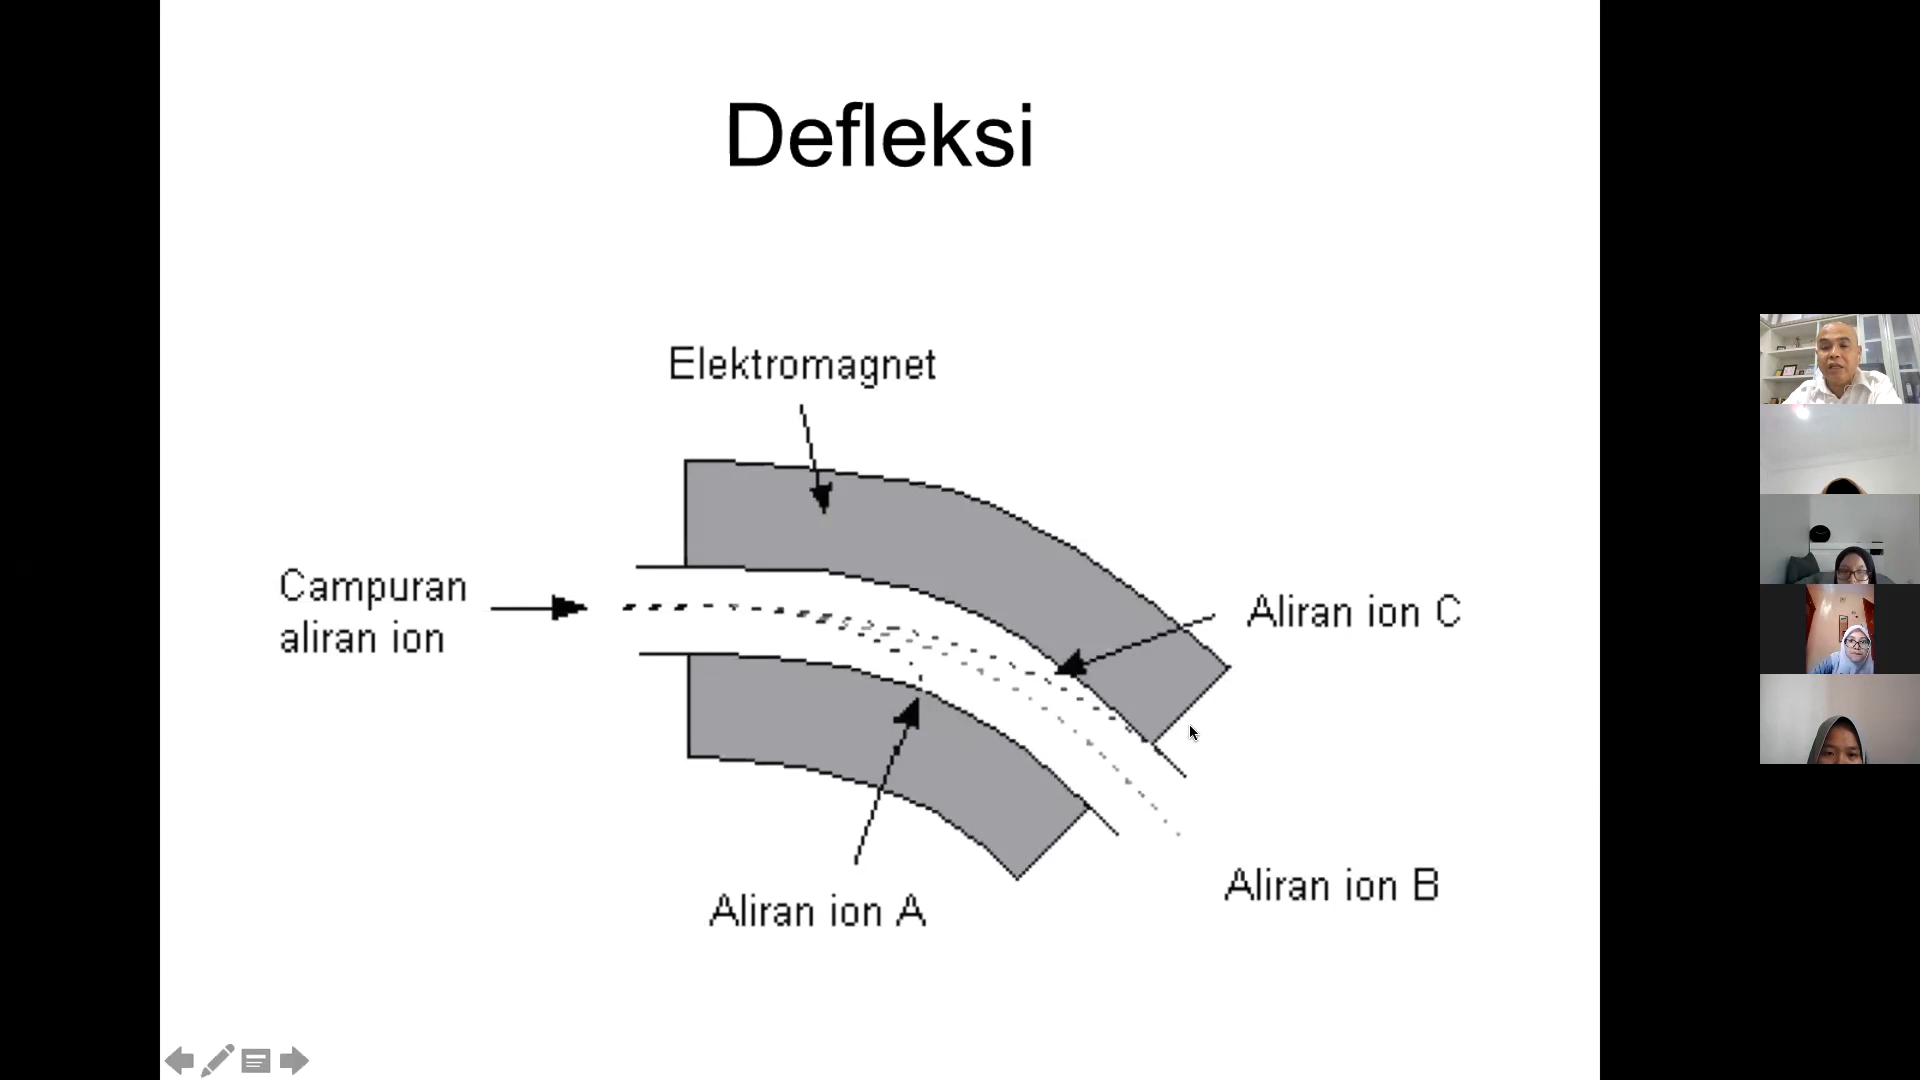 Defleksi
Elektromagnet
Campuran
aliran ion
Aliran ion C
Aliran ion B
Aliran ion A